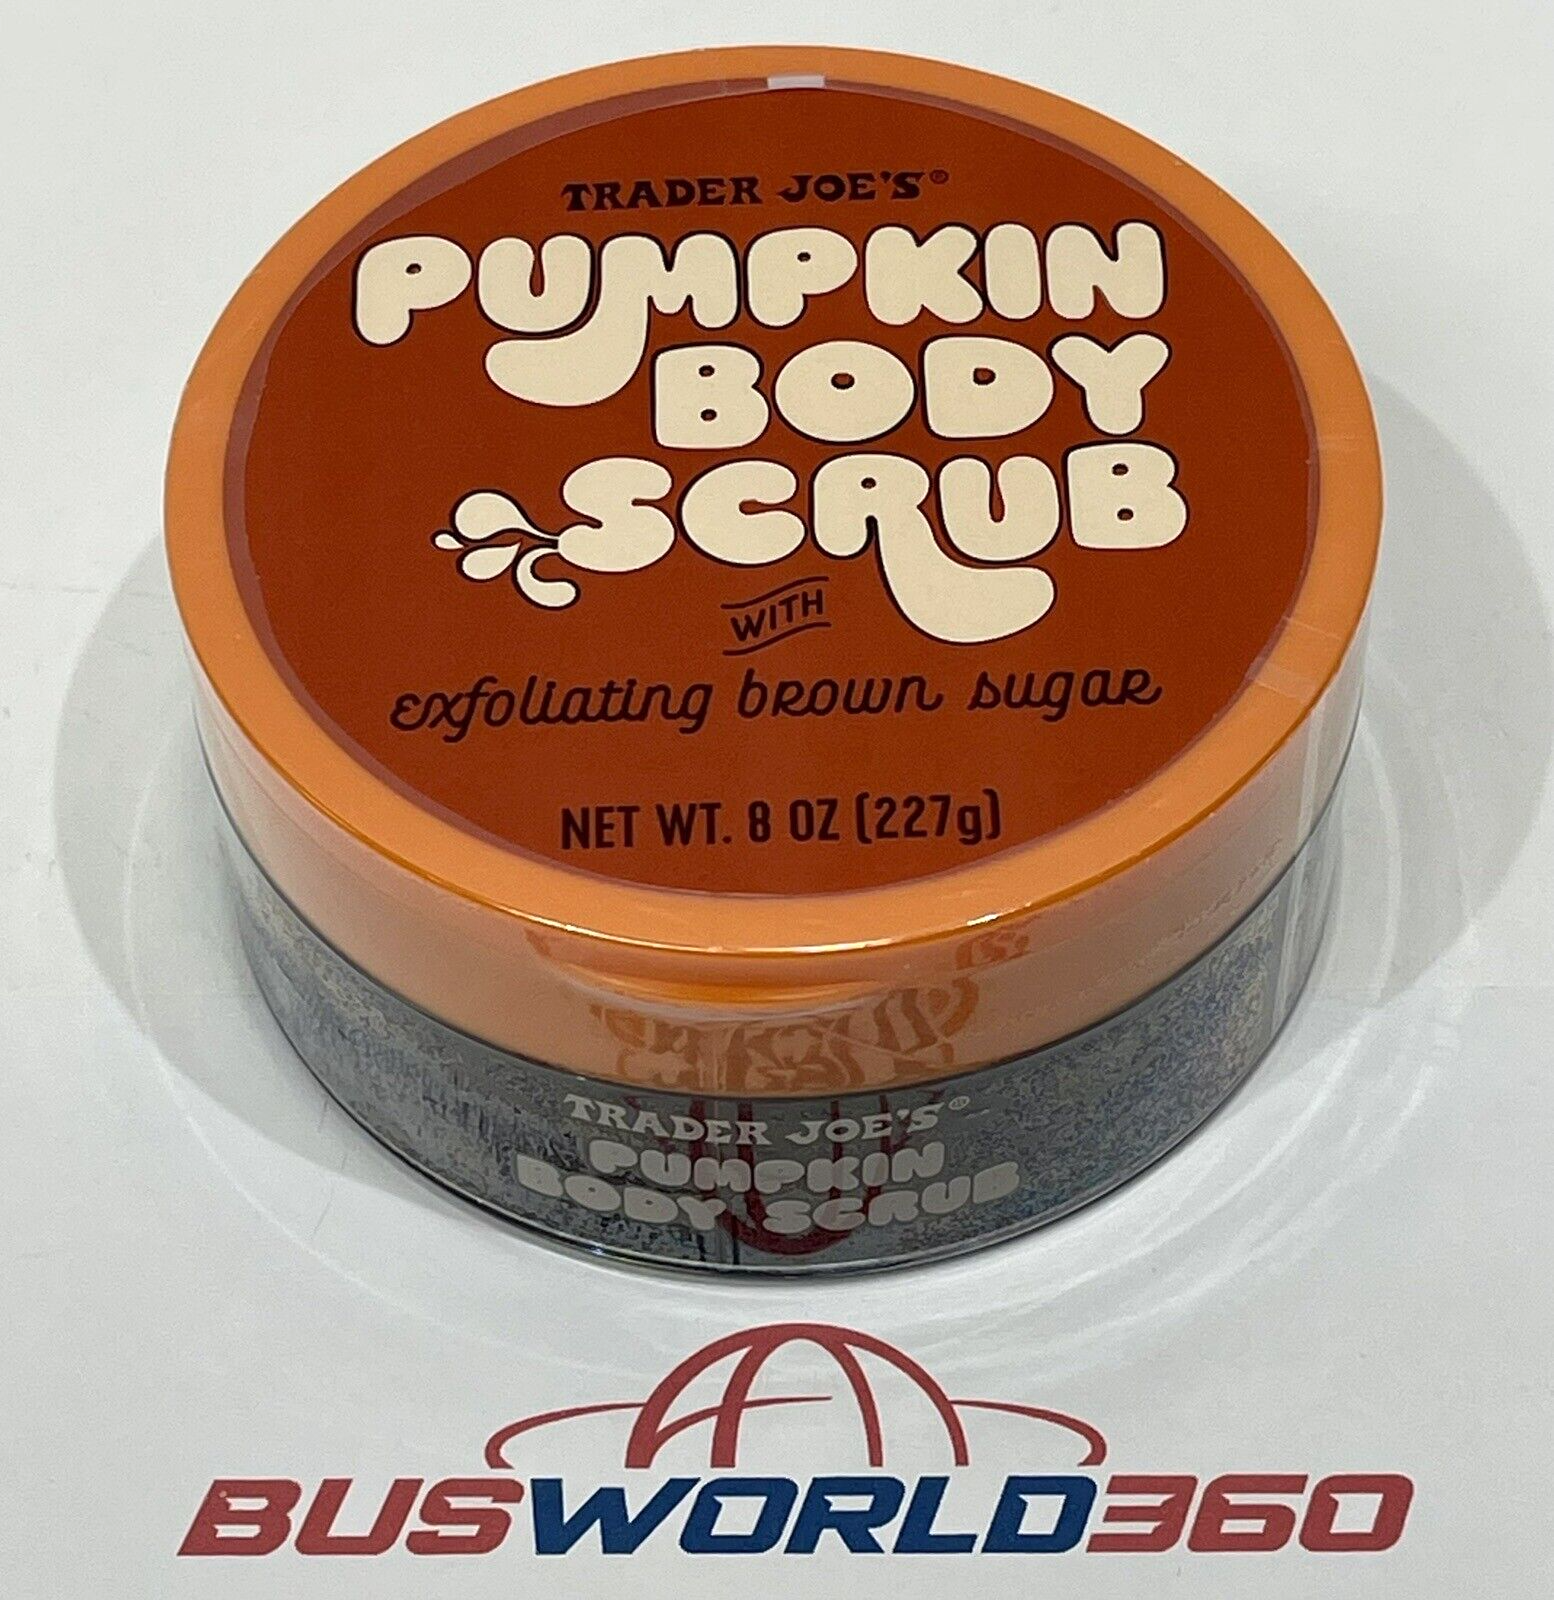 TRADER JOE'S®
PUMPKIN
BODY
SCRUB
WITH
exfoliating brown sugar
NET WT. 8 OZ (227g)
TRADER JOE'S®
PUMPKIN
BODY SCRUB
BUSWORLD360